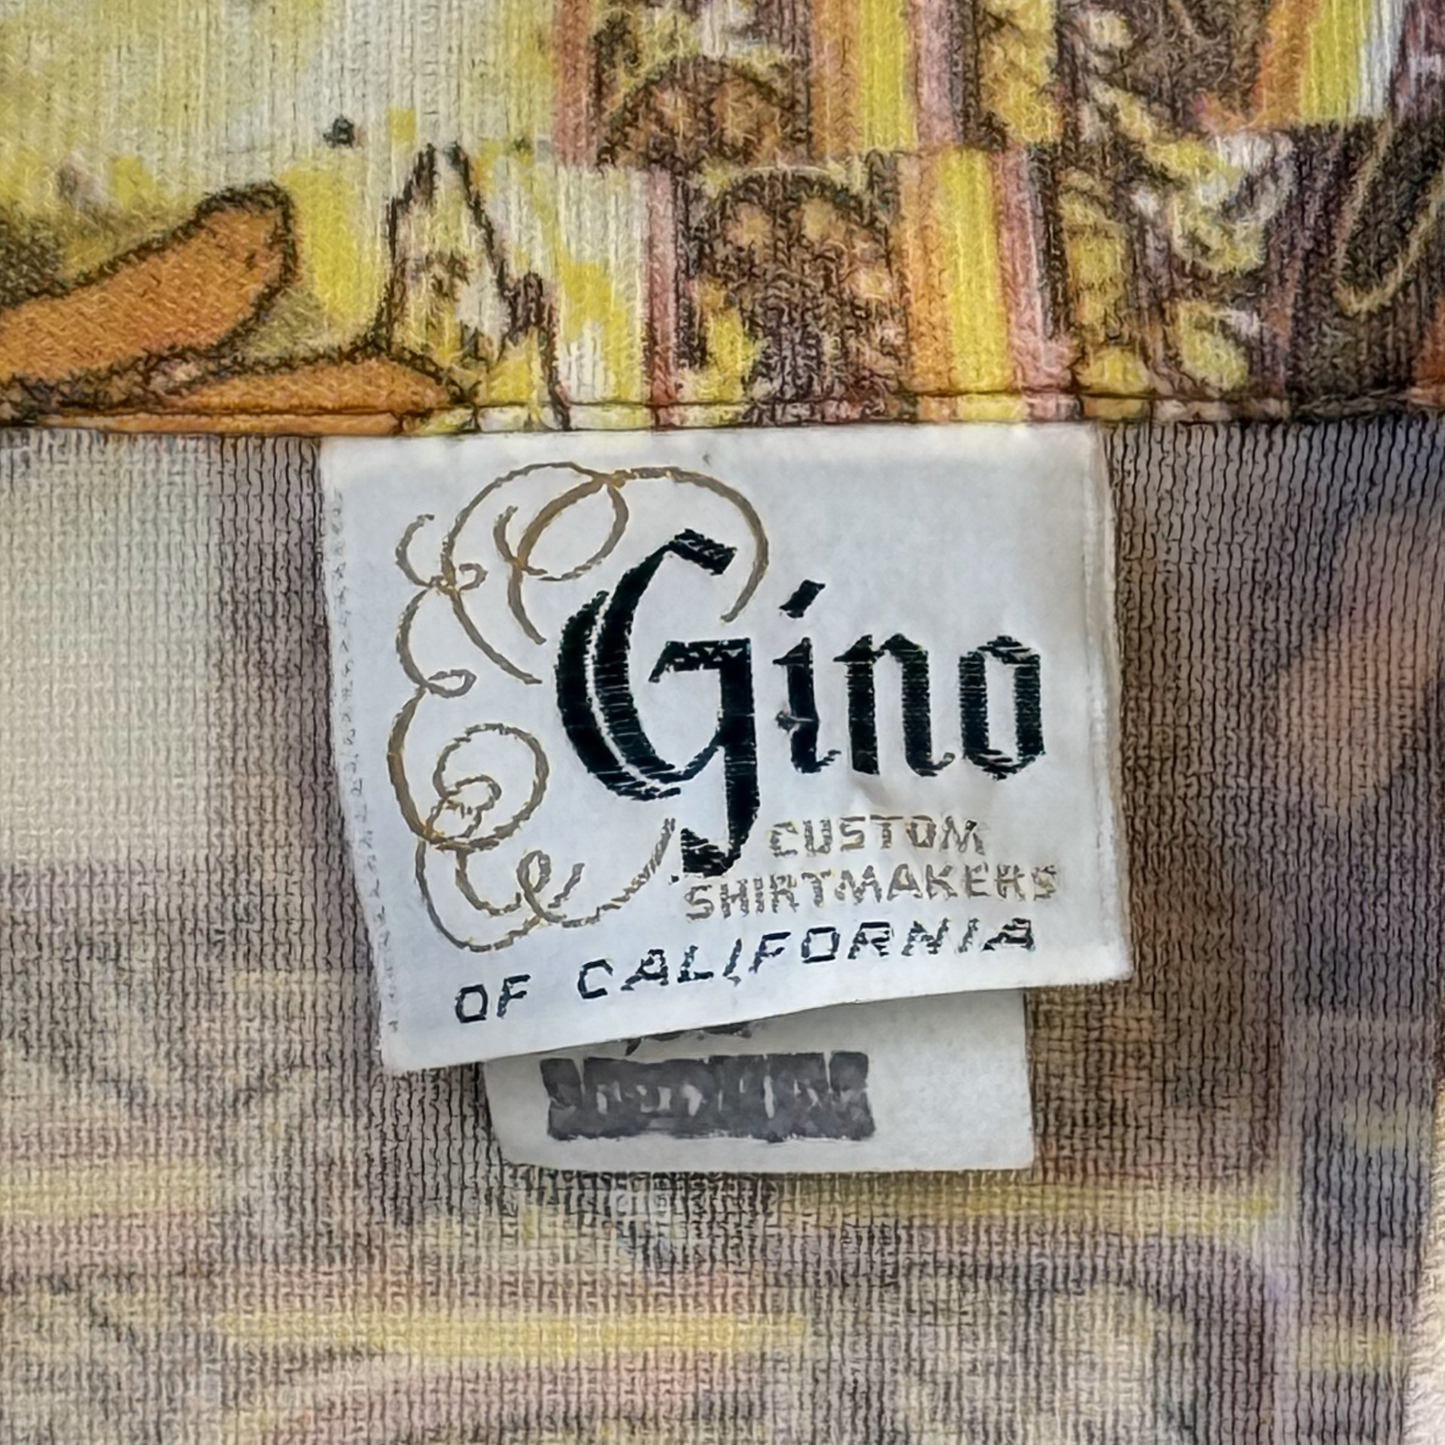 Gino
CUSTOM
SHIRTMAKERS
OF CALIFORNIA